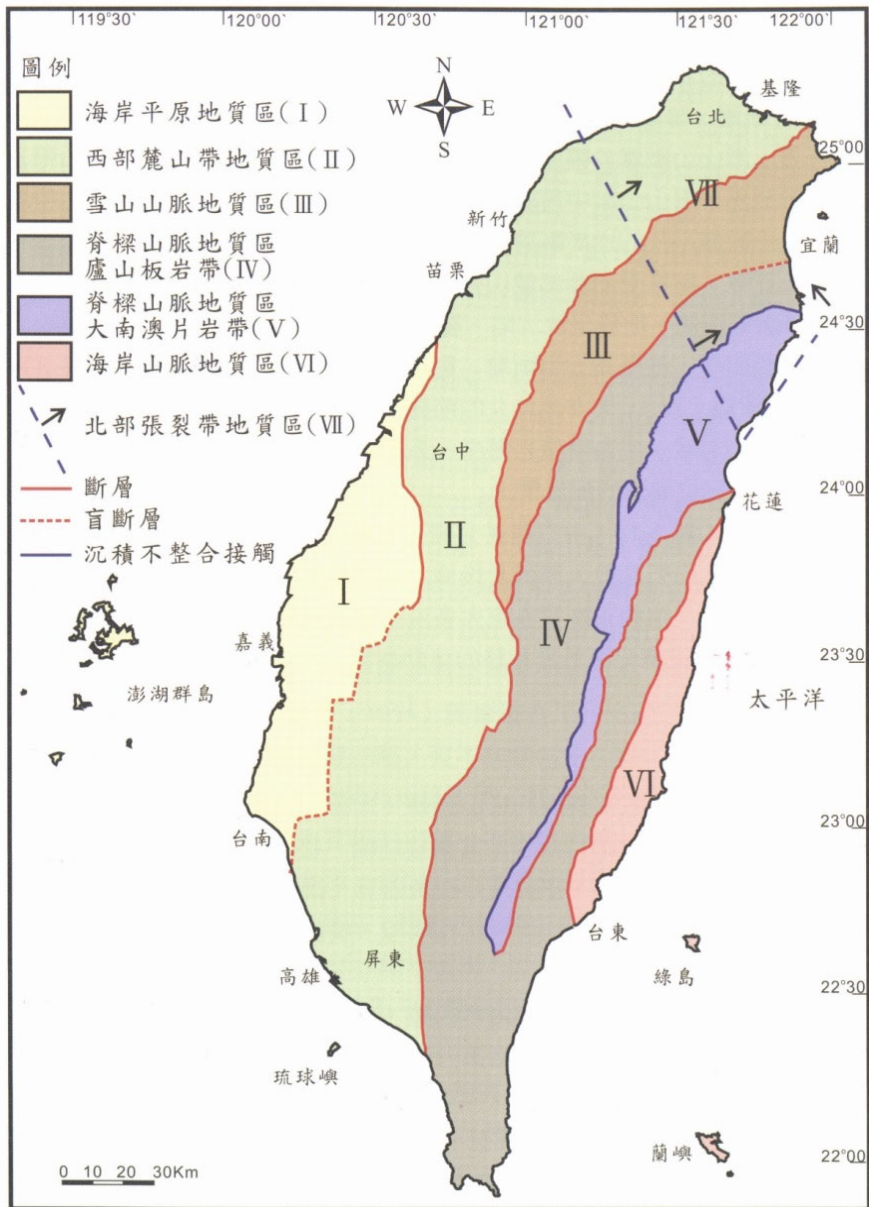 119°30'
120°00'
120°30'
121°00'
121°30'
122°00'
圖例
海岸平原地質區(I)
西部麓山帶地質區(II)
雪山山脈地質區(III)
脊樑山脈地質區
廬山板岩帶(IV)
脊樑山脈地質區
大南澳片岩帶(V)
海岸山脈地質區(VI)
北部張裂帶地質區(VII)
斷層
盲斷層
沉積不整合接觸
N
W
E
S
基隆
台北
25°00
VII
新竹
宜蘭
苗栗
24°30
III
V
台中
24°00
花蓮
II
I
IV
嘉義
23°30
澎湖群島
太平洋
VI
23°00
台南
台東
屏東
高雄
綠島
22°30
琉球嶼
蘭嶼
22°00
0 10 20 30Km